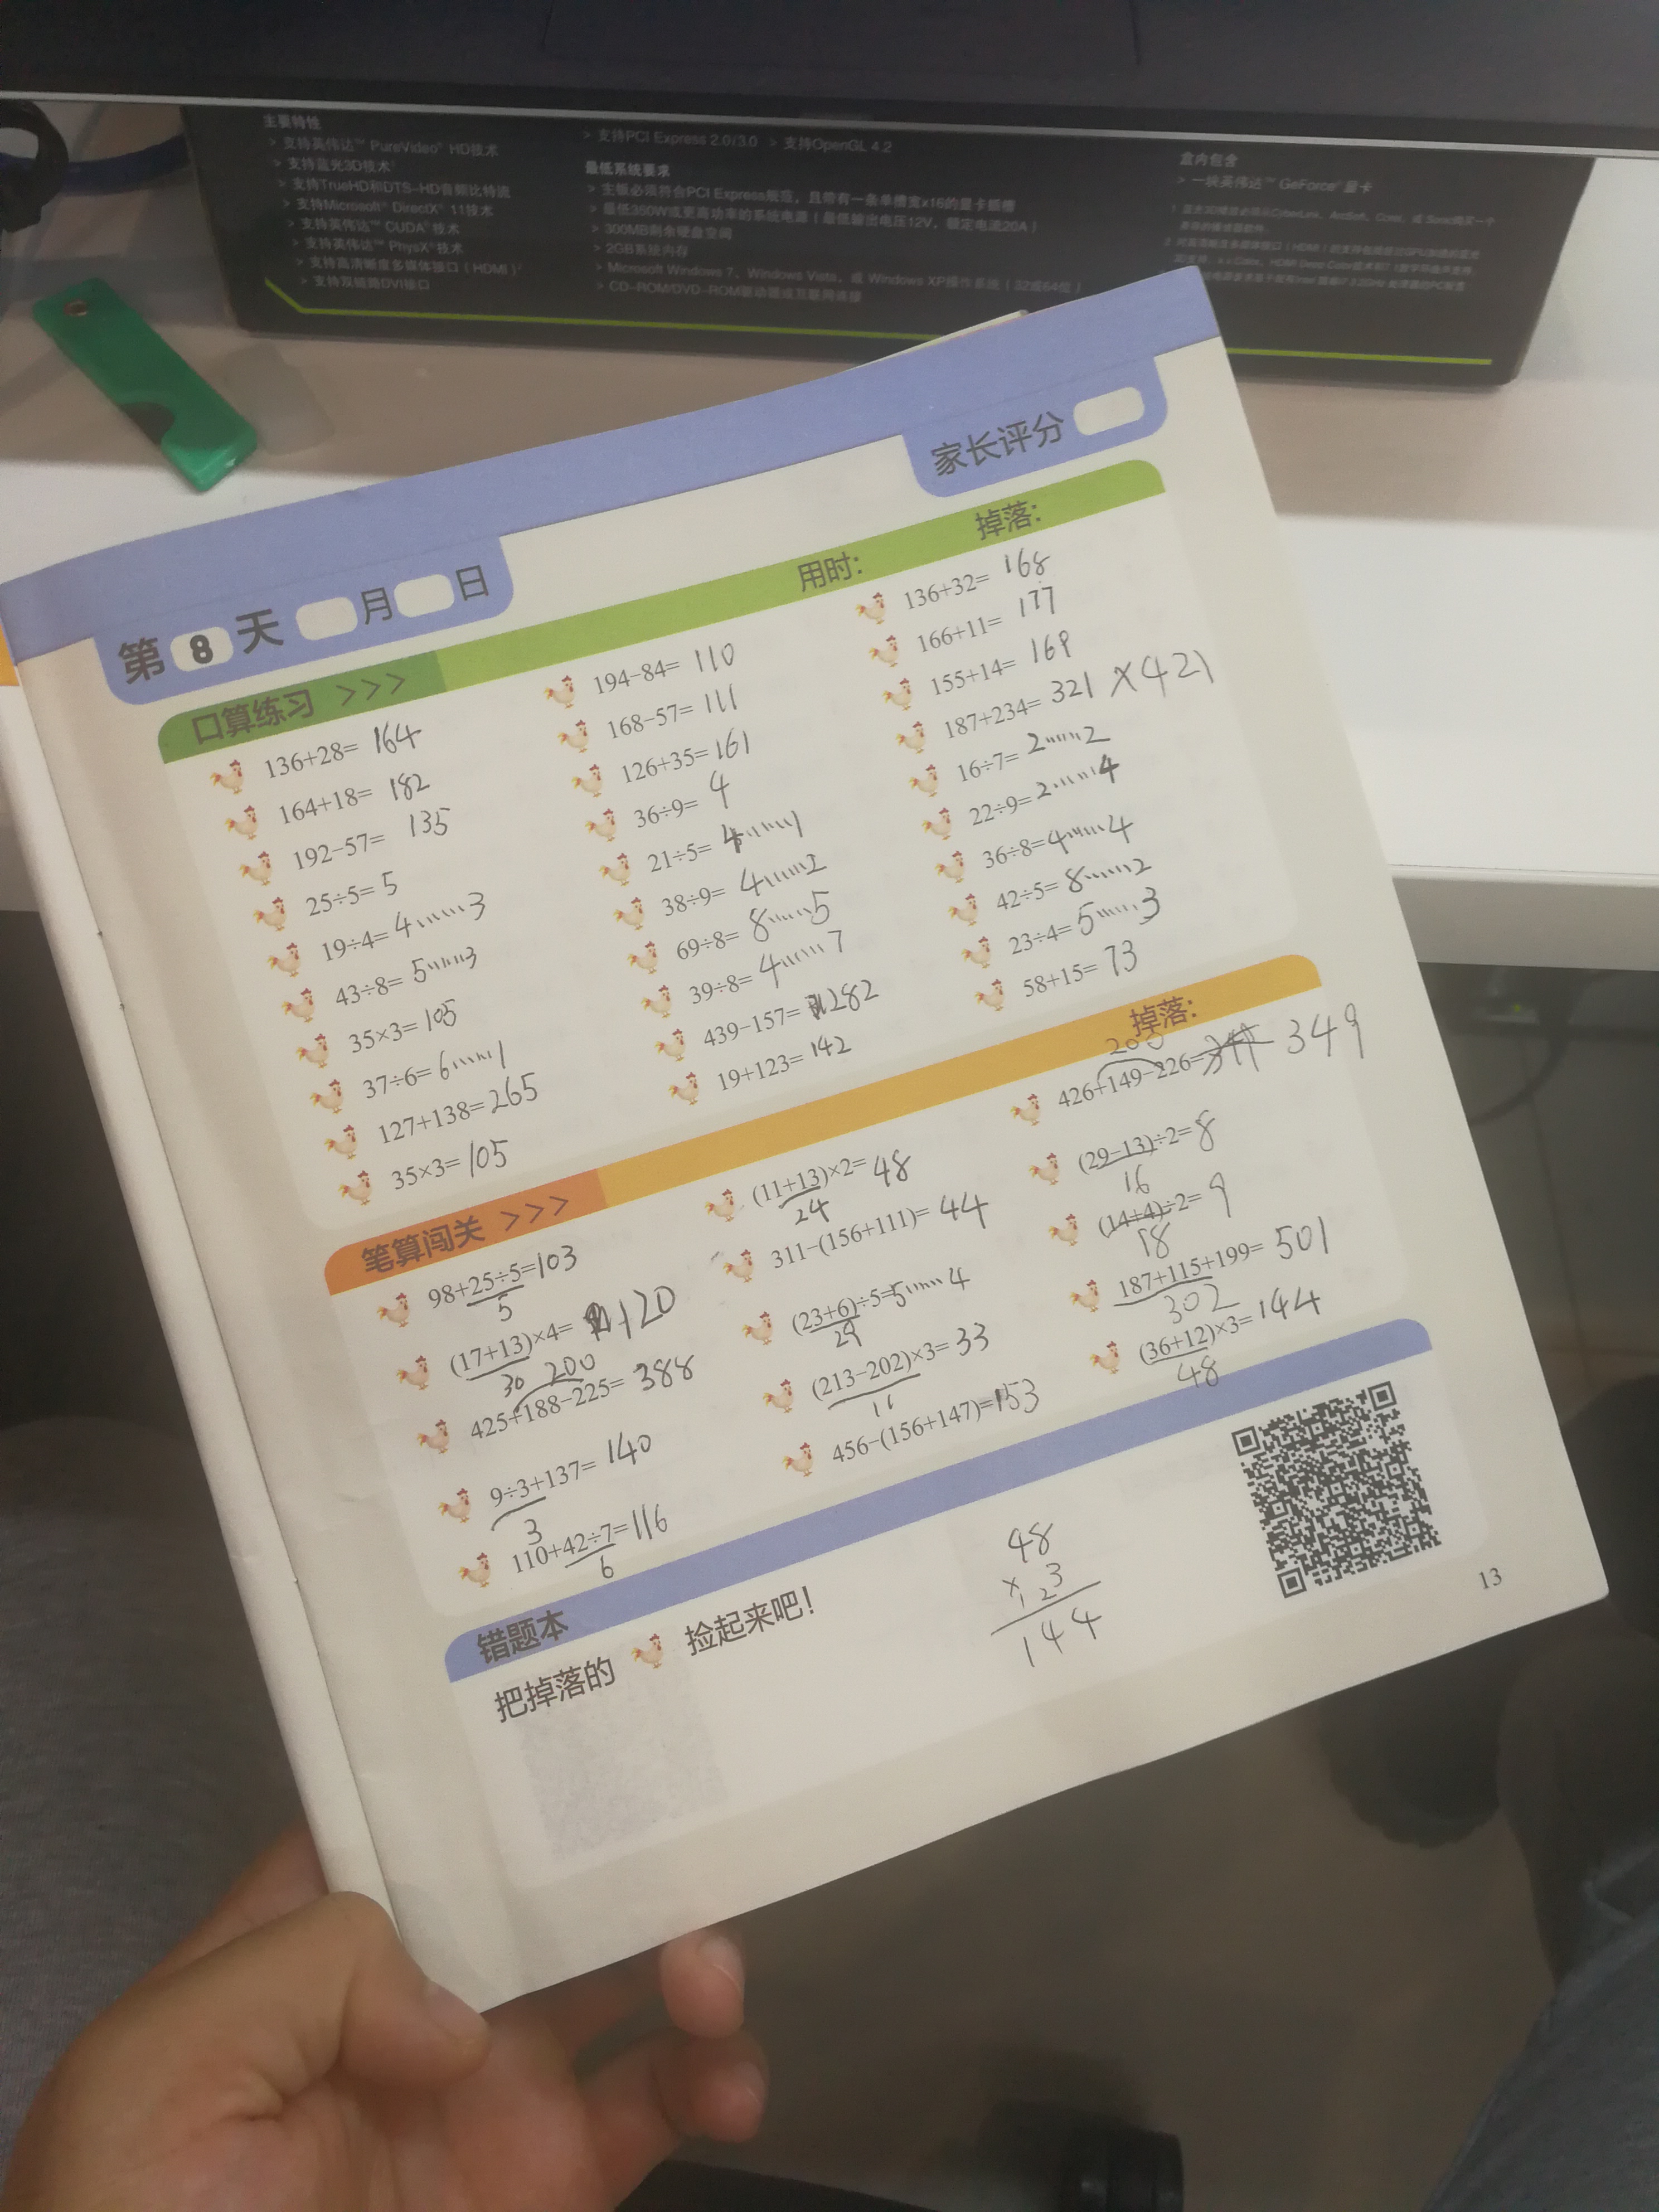 主要特性
> 支持英伟达™ PureVideo® HD技术
> 支持蓝光3D技术
> 支持TrueHD和DTS-HD音频比特流
> 支持Microsoft® DirectX® 11技术
> 支持英伟达™ CUDA®技术
> 支持英伟达™ PhysX®技术
> 支持高清晰度多媒体接口(HDMI)²
> 支持双链路DVI接口
> 支持PCI Express 2.0/3.0 > 支持OpenGL 4.2
最低系统要求
> 主板必须符合PCI Express规范，且带有一条单槽宽x16的显卡插槽
> 最低350W或更高功率的系统电源(最低输出电压12V，额定电流20A)
> 300MB剩余硬盘空间
> 2GB系统内存
> Microsoft Windows 7，Windows Vista，或 Windows XP操作系统(32或64位)
> CD-ROM/DVD-ROM驱动器或互联网连接
盒内包含
> 一块英伟达™ GeForce®显卡
家长评分
第8天 月 日
口算练习 >>> 用时: 掉落:
136+28= 164
164+18= 182
192-57= 135
25÷5= 5
19÷4= 4……3
43÷8= 5……3
35×3= 105
37÷6= 6……1
127+138= 265
35×3= 105
194-84= 110
168-57= 111
126+35= 161
36÷9= 4
21÷5= 4……1
38÷9= 4……2
69÷8= 8……5
39÷8= 4……7
439-157= 282
19+123= 142
136+32= 168
166+11= 177
155+14= 169
187+234= 321 ×421
16÷7= 2……2
22÷9= 2……4
36÷8= 4……4
42÷5= 8……2
23÷4= 5……3
58+15= 73
笔算闯关 >>> 掉落:
98+25÷5= 103
5
(17+13)×4= 120
30
200
425+188-225= 388
9÷3+137= 140
3
110+42÷7= 116
6
(11+13)×2= 48
24
311-(156+111)= 44
(23+6)÷5= 5……4
29
(213-202)×3= 33
11
456-(156+147)= 153
426+149-226= 349
(29-13)÷2= 8
16
(14+4)÷2= 9
18
187+115+199= 501
302
(36+12)×3= 144
48
错题本
把掉落的 捡起来吧!
48
× 23
144
13